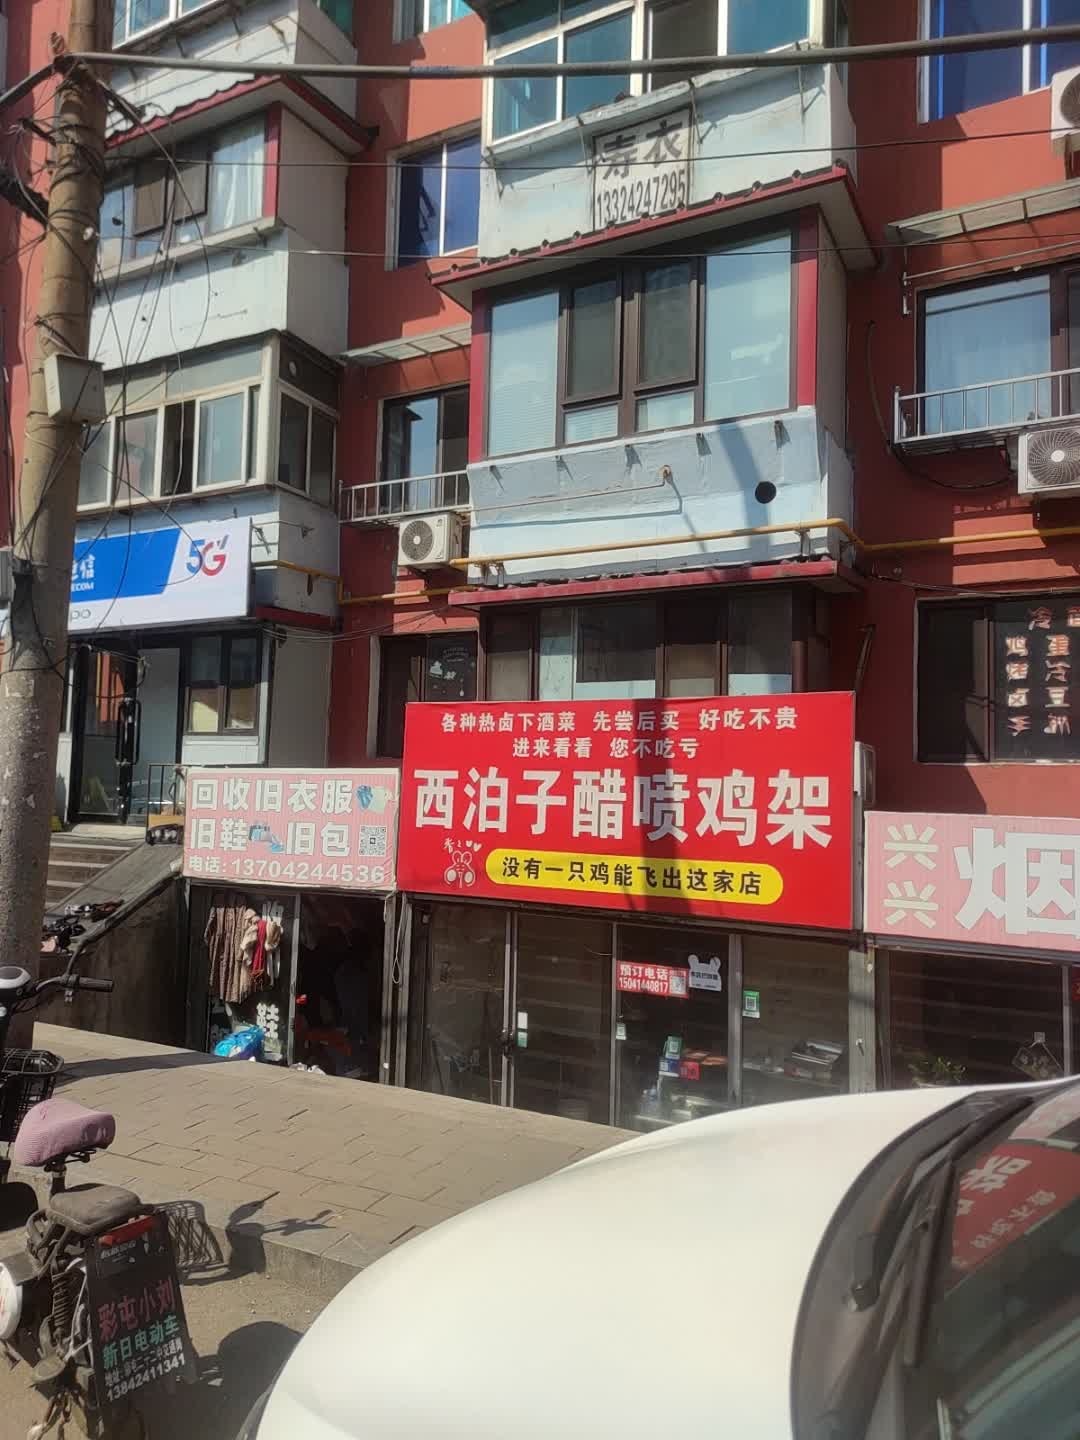 寿衣
13324247295
5G
各种热卤下酒菜 先尝后买 好吃不贵
进来看看 您不吃亏
西泊子醋喷鸡架
没有一只鸡能飞出这家店
回收旧衣服
旧鞋 旧包
电话:13704244536
兴兴
烟
预订电话
15041440817
鞋
彩屯小刘
新日电动车
13842411341